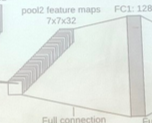 pool2 feature maps FC1: 128
7x7x32
Full connection